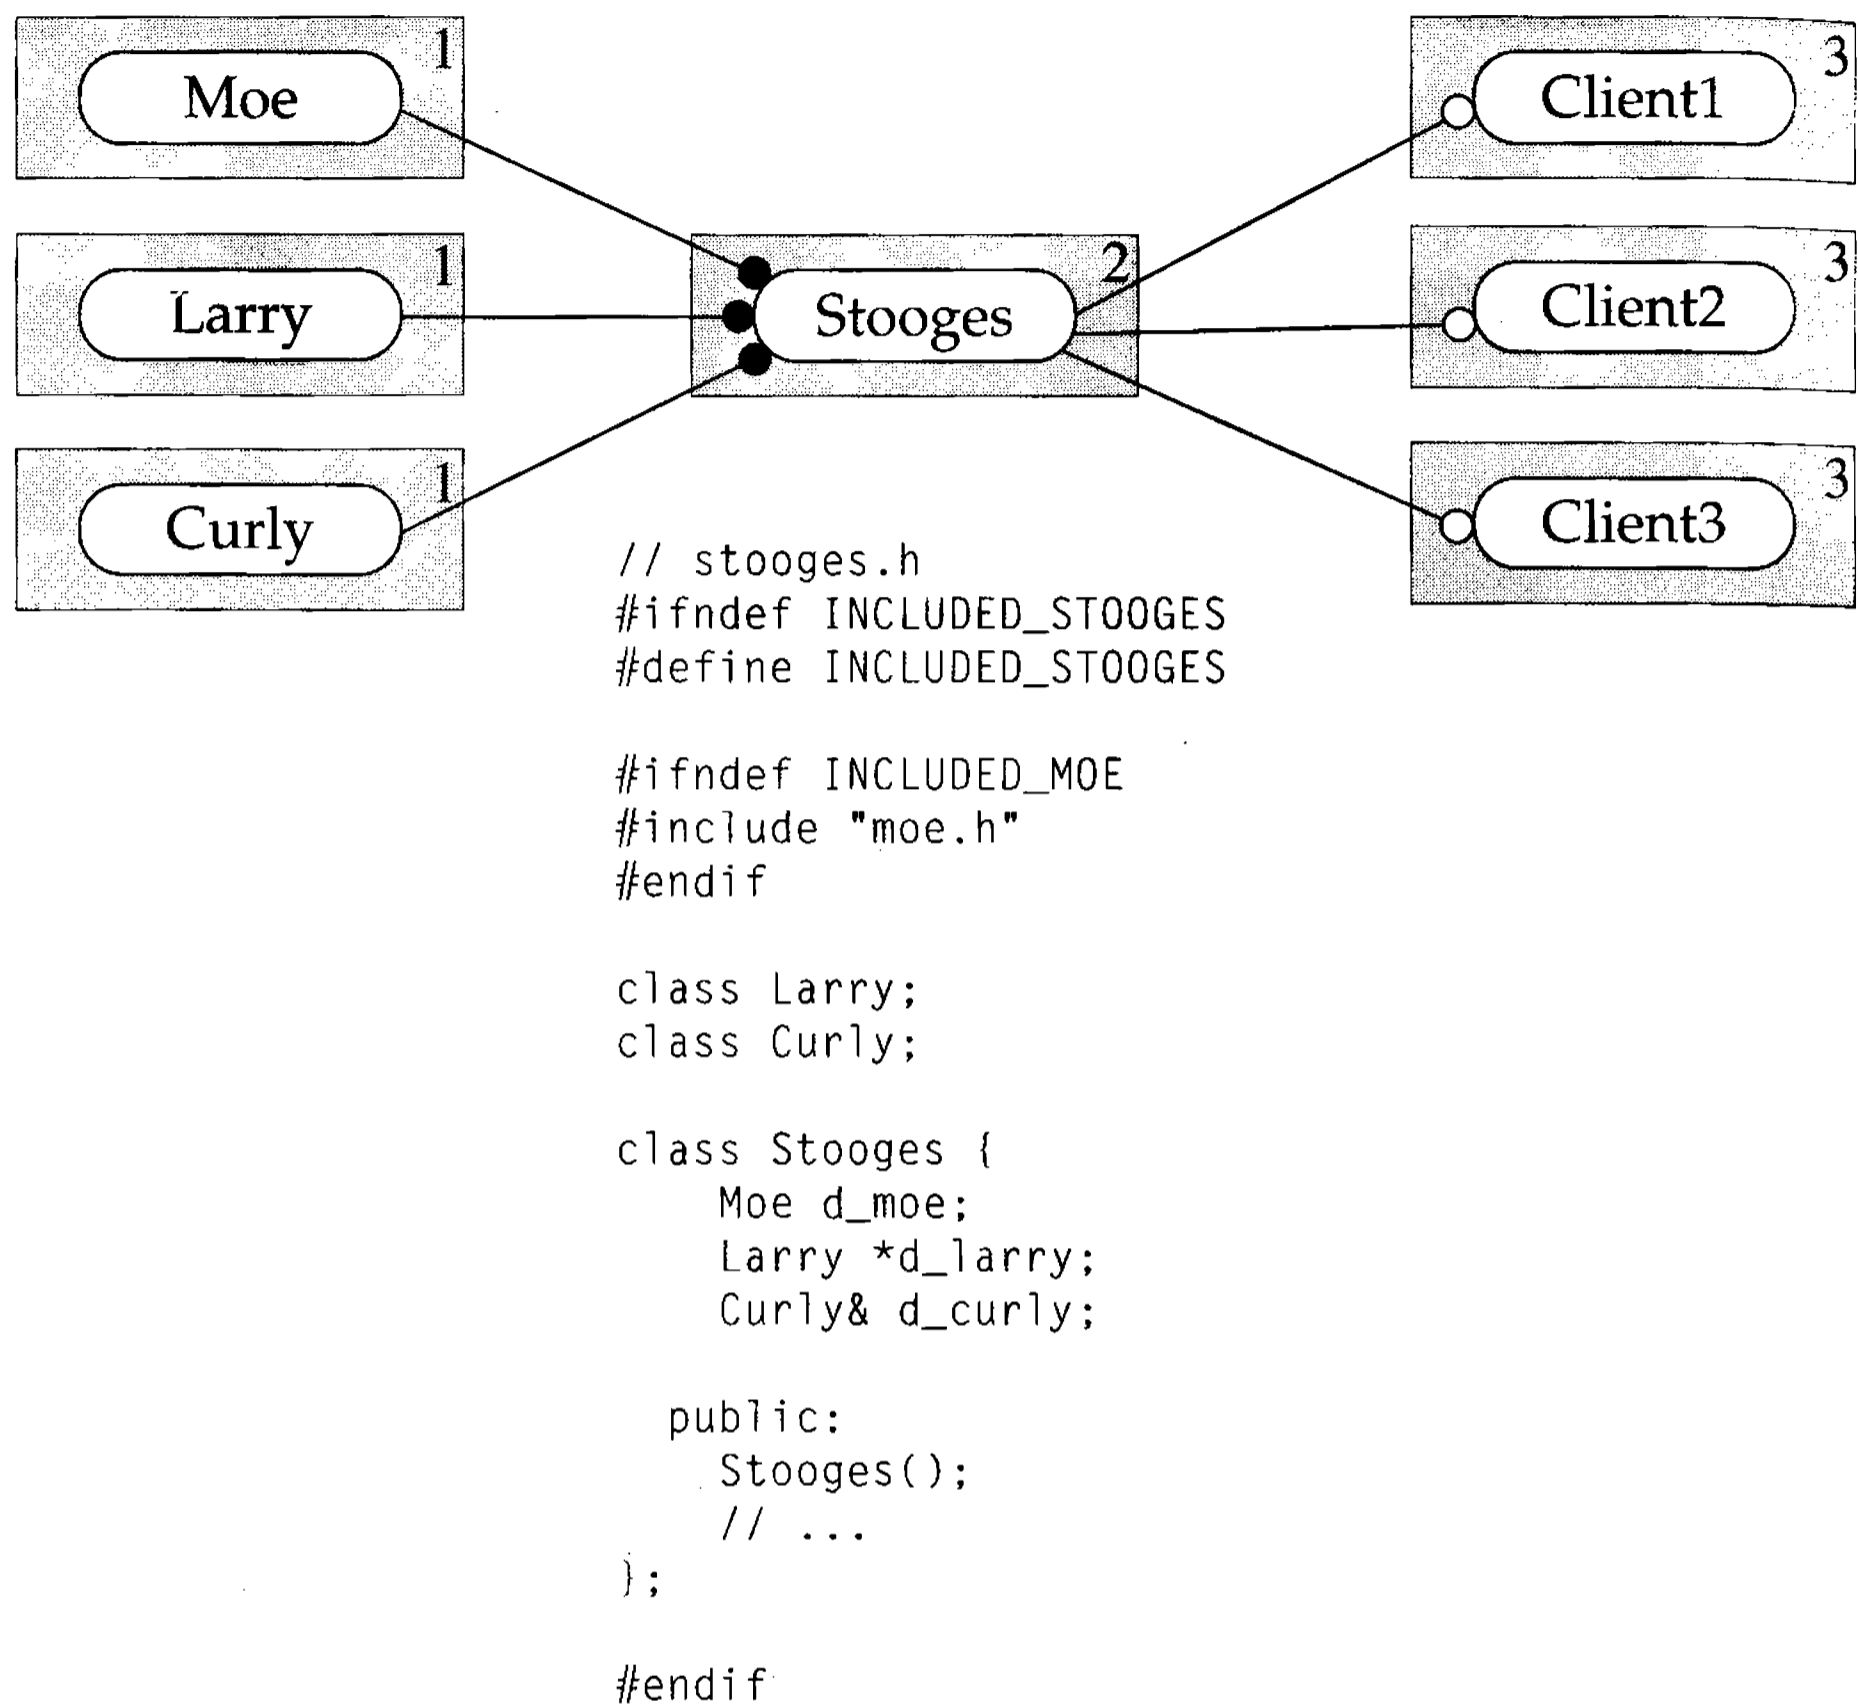 Moe 1
Larry 1
Curly 1
Stooges 2
Client1 3
Client2 3
Client3 3
// stooges.h
#ifndef INCLUDED_STOOGES
#define INCLUDED_STOOGES
#ifndef INCLUDED_MOE
#include "moe.h"
#endif
class Larry;
class Curly;
class Stooges {
Moe d_moe;
Larry *d_larry;
Curly& d_curly;
public:
Stooges();
// ...
};
#endif